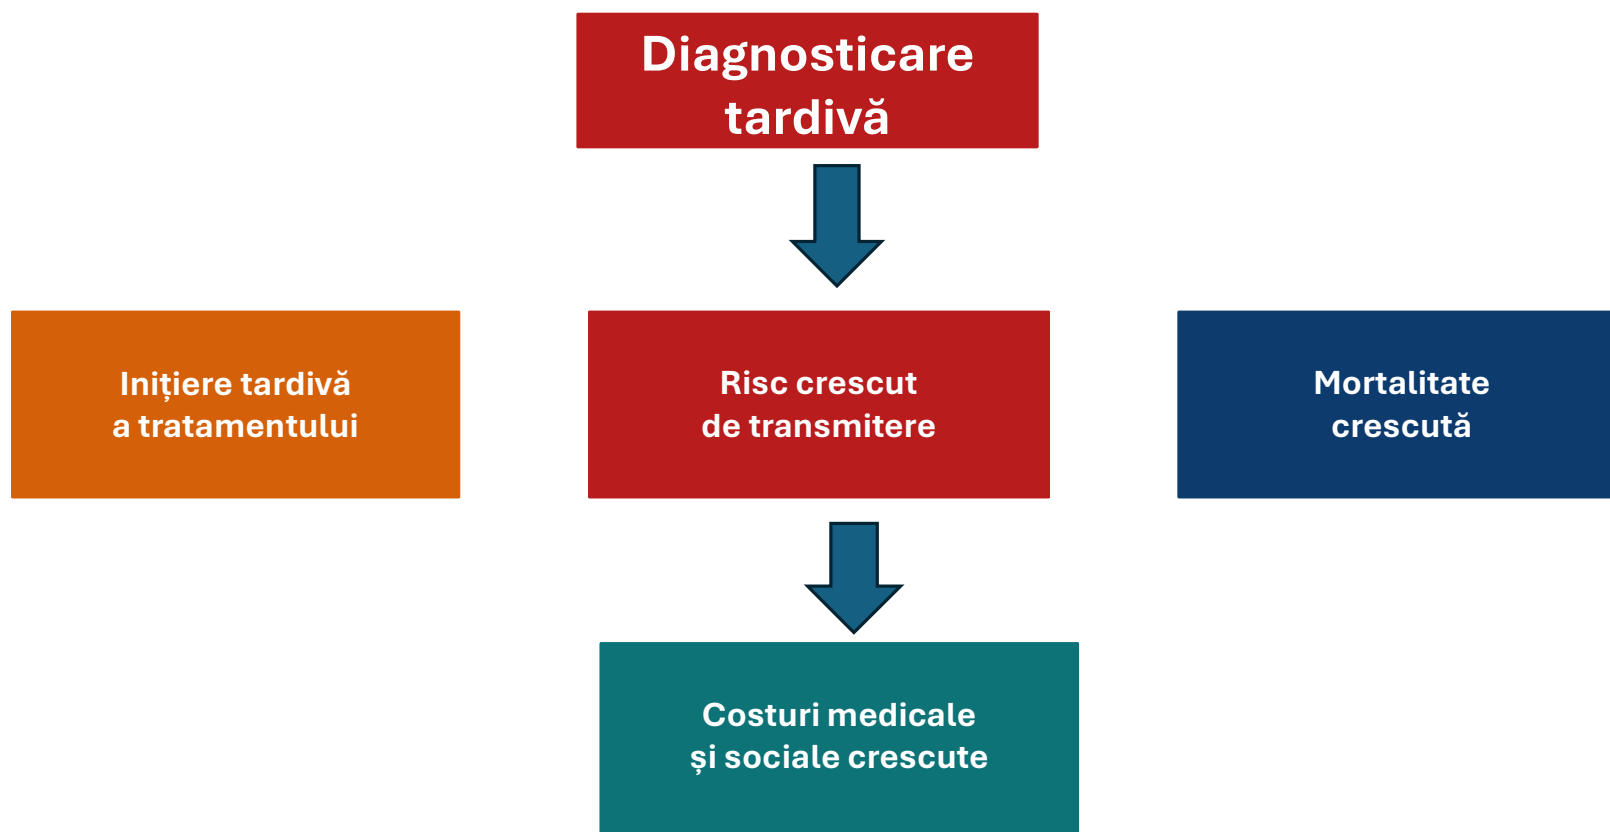 Diagnosticare
tardivă
Inițiere tardivă
a tratamentului
Risc crescut
de transmitere
Mortalitate
crescută
Costuri medicale
și sociale crescute